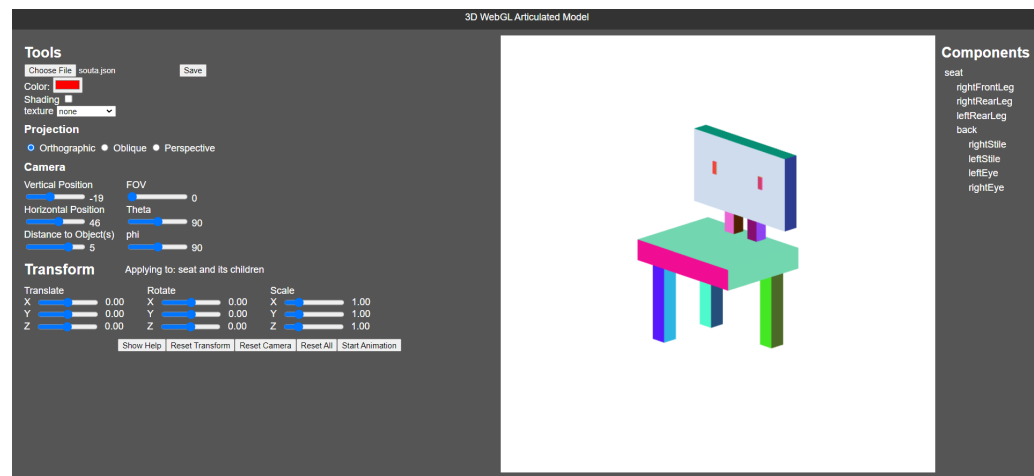 3D WebGL Articulated Model
Tools
Choose File souta.json Save
Color:
Shading
texture none
Projection
Orthographic Oblique Perspective
Camera
Vertical Position FOV
-19 0
Horizontal Position Theta
46 90
Distance to Object(s) phi
5 90
Transform Applying to: seat and its children
Translate Rotate Scale
X 0.00 X 0.00 X 1.00
Y 0.00 Y 0.00 Y 1.00
Z 0.00 Z 0.00 Z 1.00
Show Help Reset Transform Reset Camera Reset All Start Animation
Components
seat
rightFrontLeg
rightRearLeg
leftRearLeg
back
rightStile
leftStile
leftEye
rightEye